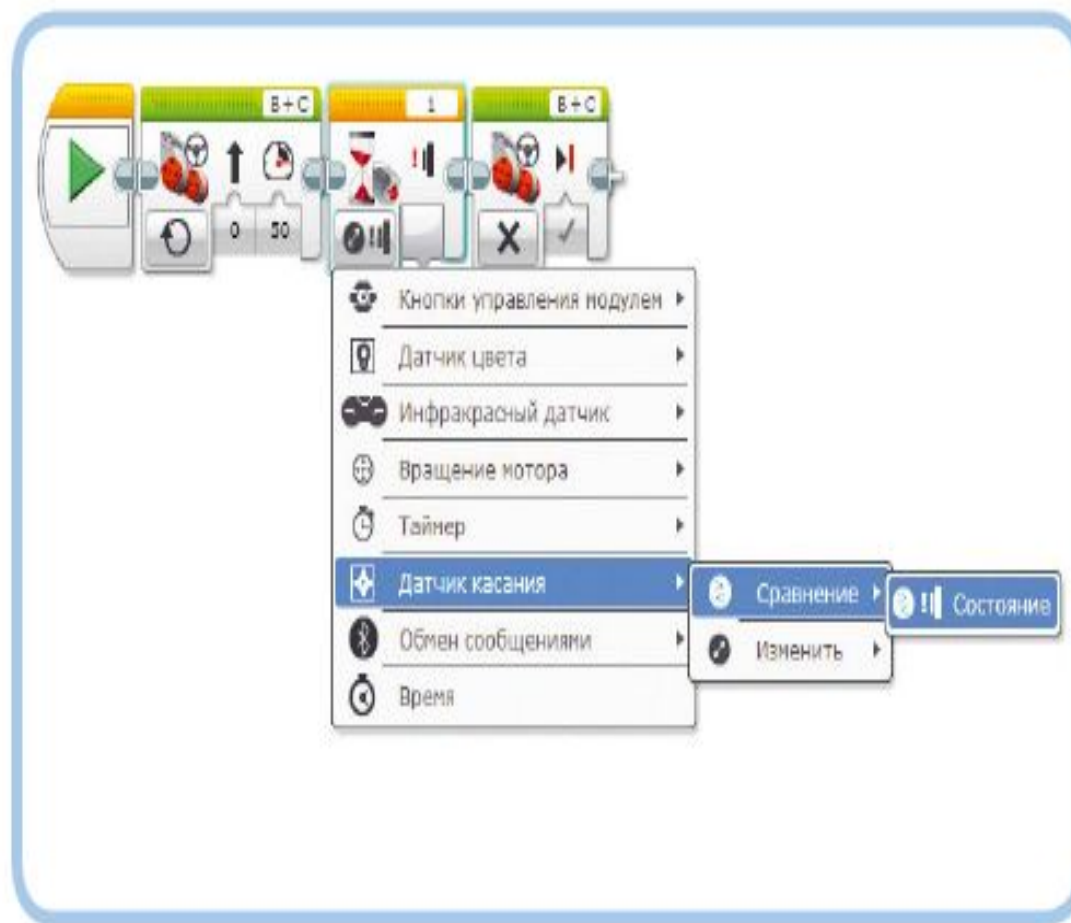 B+C 1 B+C
0 50
Кнопки управления модулем
Датчик цвета
Инфракрасный датчик
Вращение мотора
Таймер
Датчик касания
Сравнение
Состояние
Обмен сообщениями
Изменить
Время